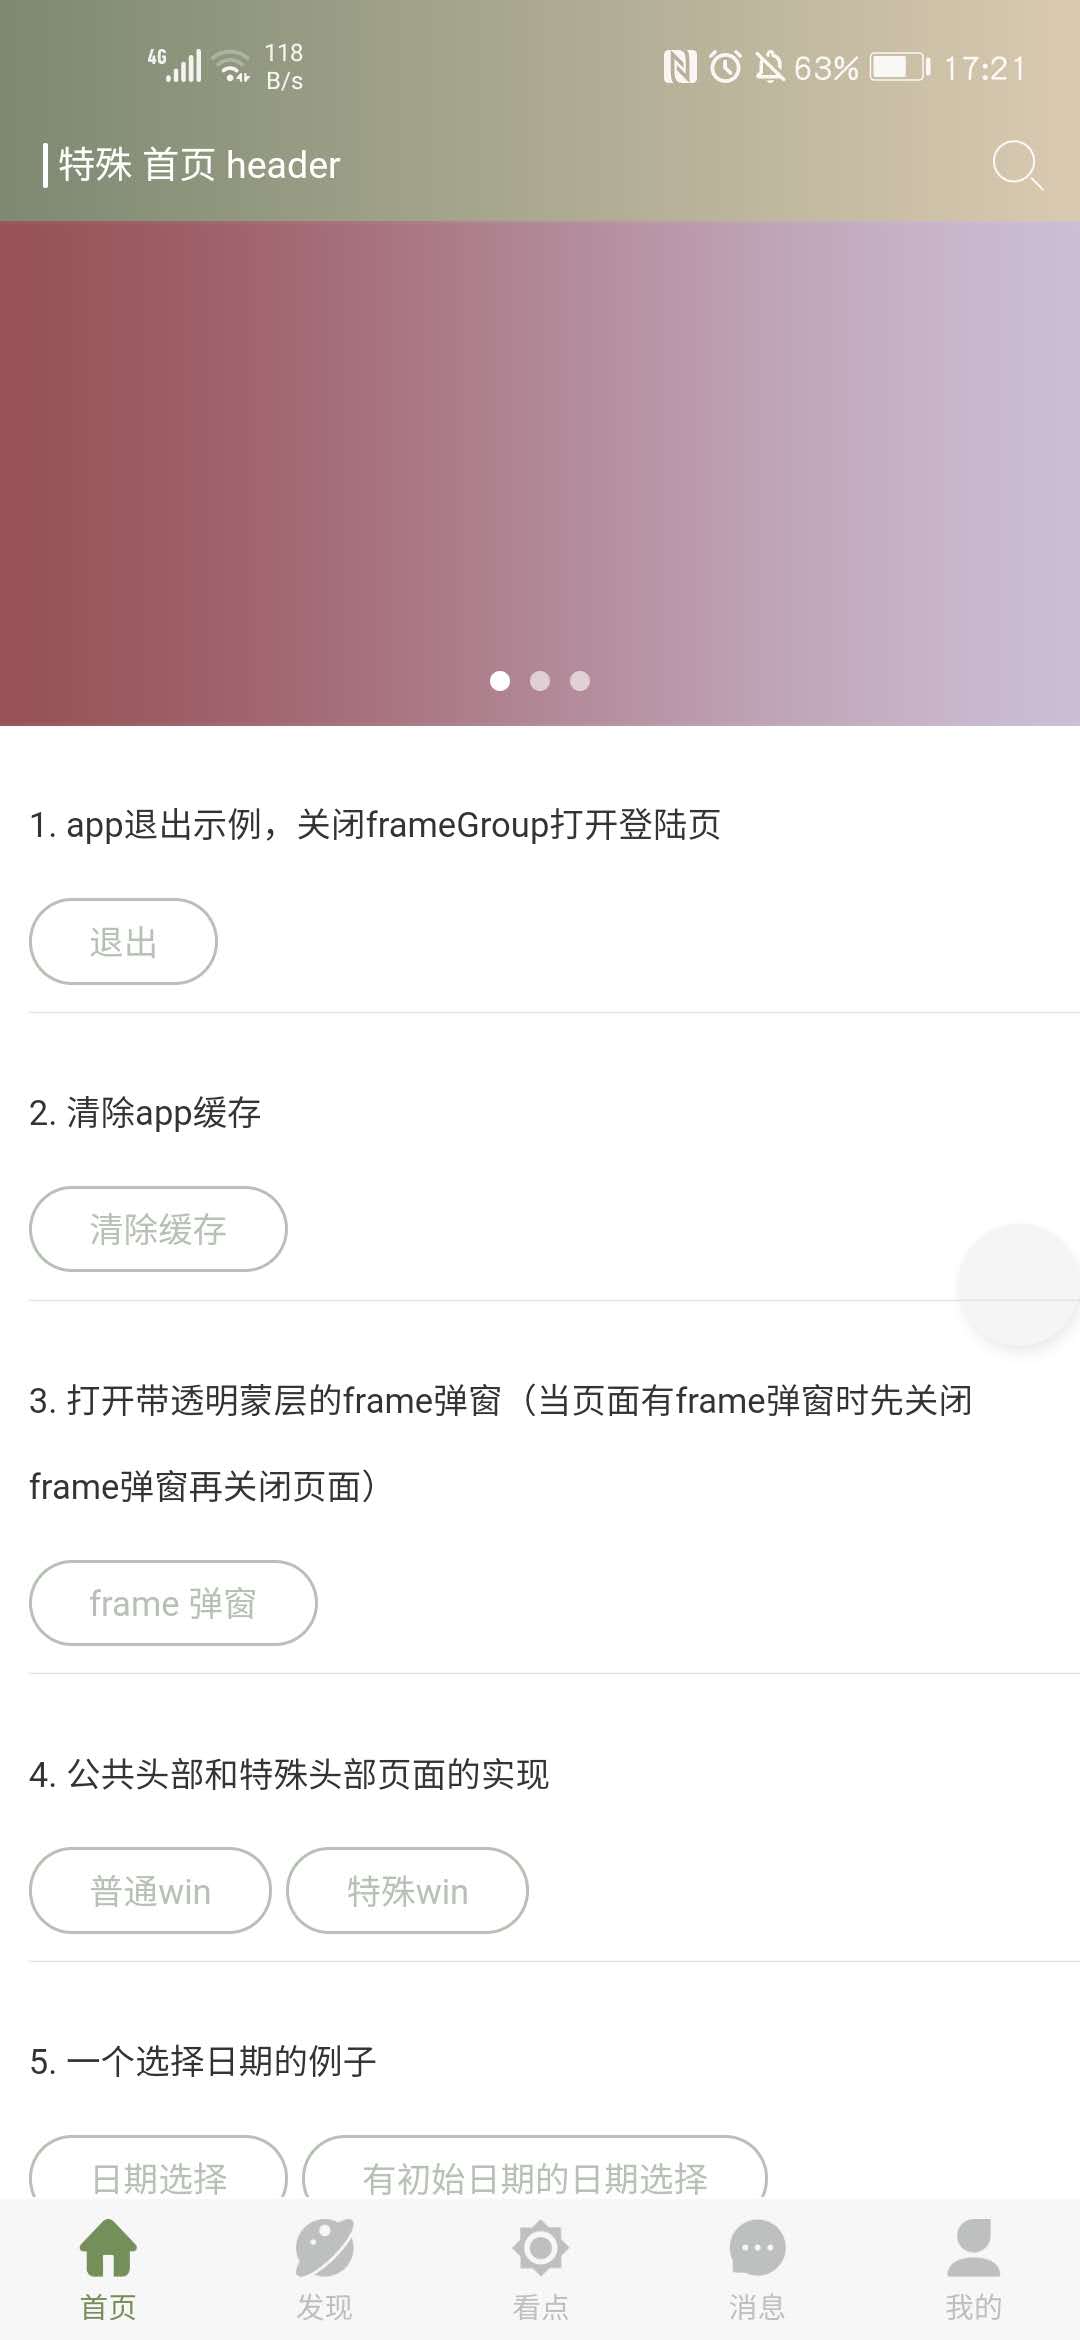 4G 118 B/s 63% 17:21
特殊 首页 header
1. app退出示例，关闭frameGroup打开登陆页
退出
2. 清除app缓存
清除缓存
3. 打开带透明蒙层的frame弹窗（当页面有frame弹窗时先关闭
frame弹窗再关闭页面）
frame 弹窗
4. 公共头部和特殊头部页面的实现
普通win 特殊win
5. 一个选择日期的例子
日期选择 有初始日期的日期选择
首页 发现 看点 消息 我的